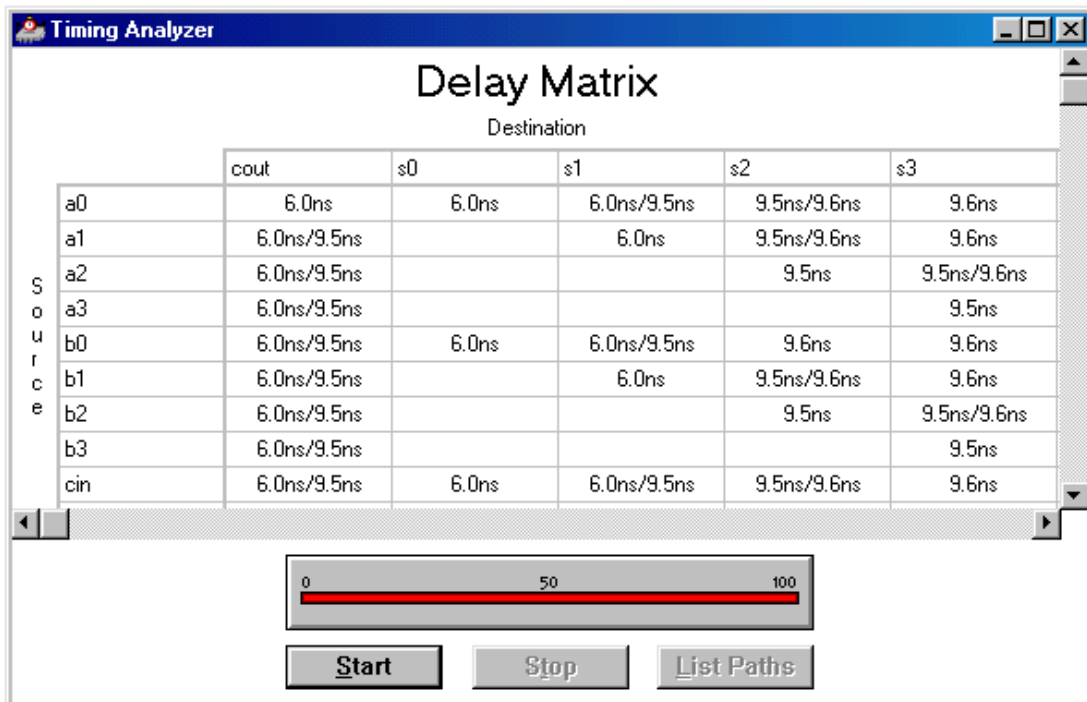 Timing Analyzer
Delay Matrix
Destination
cout s0 s1 s2 s3
a0 6.0ns 6.0ns 6.0ns/9.5ns 9.5ns/9.6ns 9.6ns
a1 6.0ns/9.5ns 6.0ns 9.5ns/9.6ns 9.6ns
a2 6.0ns/9.5ns 9.5ns 9.5ns/9.6ns
a3 6.0ns/9.5ns 9.5ns
b0 6.0ns/9.5ns 6.0ns 6.0ns/9.5ns 9.6ns 9.6ns
b1 6.0ns/9.5ns 6.0ns 9.5ns/9.6ns 9.6ns
b2 6.0ns/9.5ns 9.5ns 9.5ns/9.6ns
b3 6.0ns/9.5ns 9.5ns
cin 6.0ns/9.5ns 6.0ns 6.0ns/9.5ns 9.5ns/9.6ns 9.6ns
Source
0 50 100
Start Stop List Paths